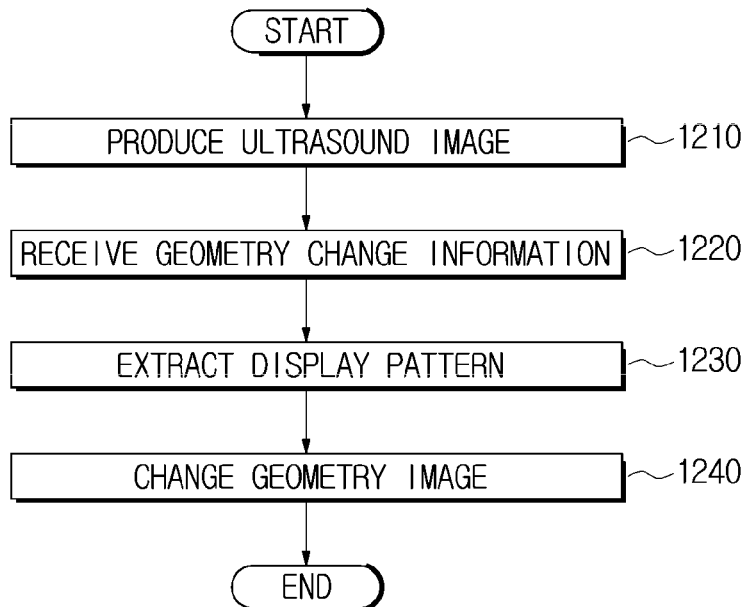 START
PRODUCE ULTRASOUND IMAGE
1210
RECEIVE GEOMETRY CHANGE INFORMATION
1220
EXTRACT DISPLAY PATTERN
1230
CHANGE GEOMETRY IMAGE
1240
END